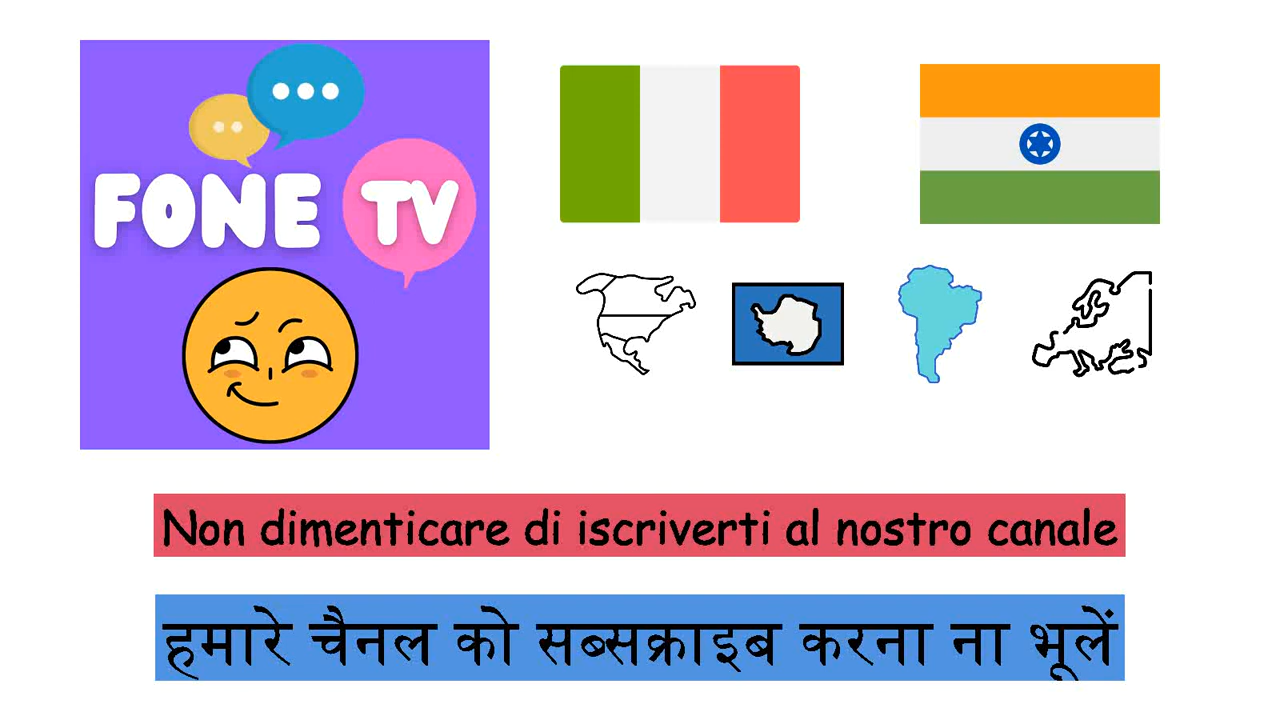 FONE TV
Non dimenticare di iscriverti al nostro canale
हमारे चैनल को सब्सक्राइब करना ना भूलें